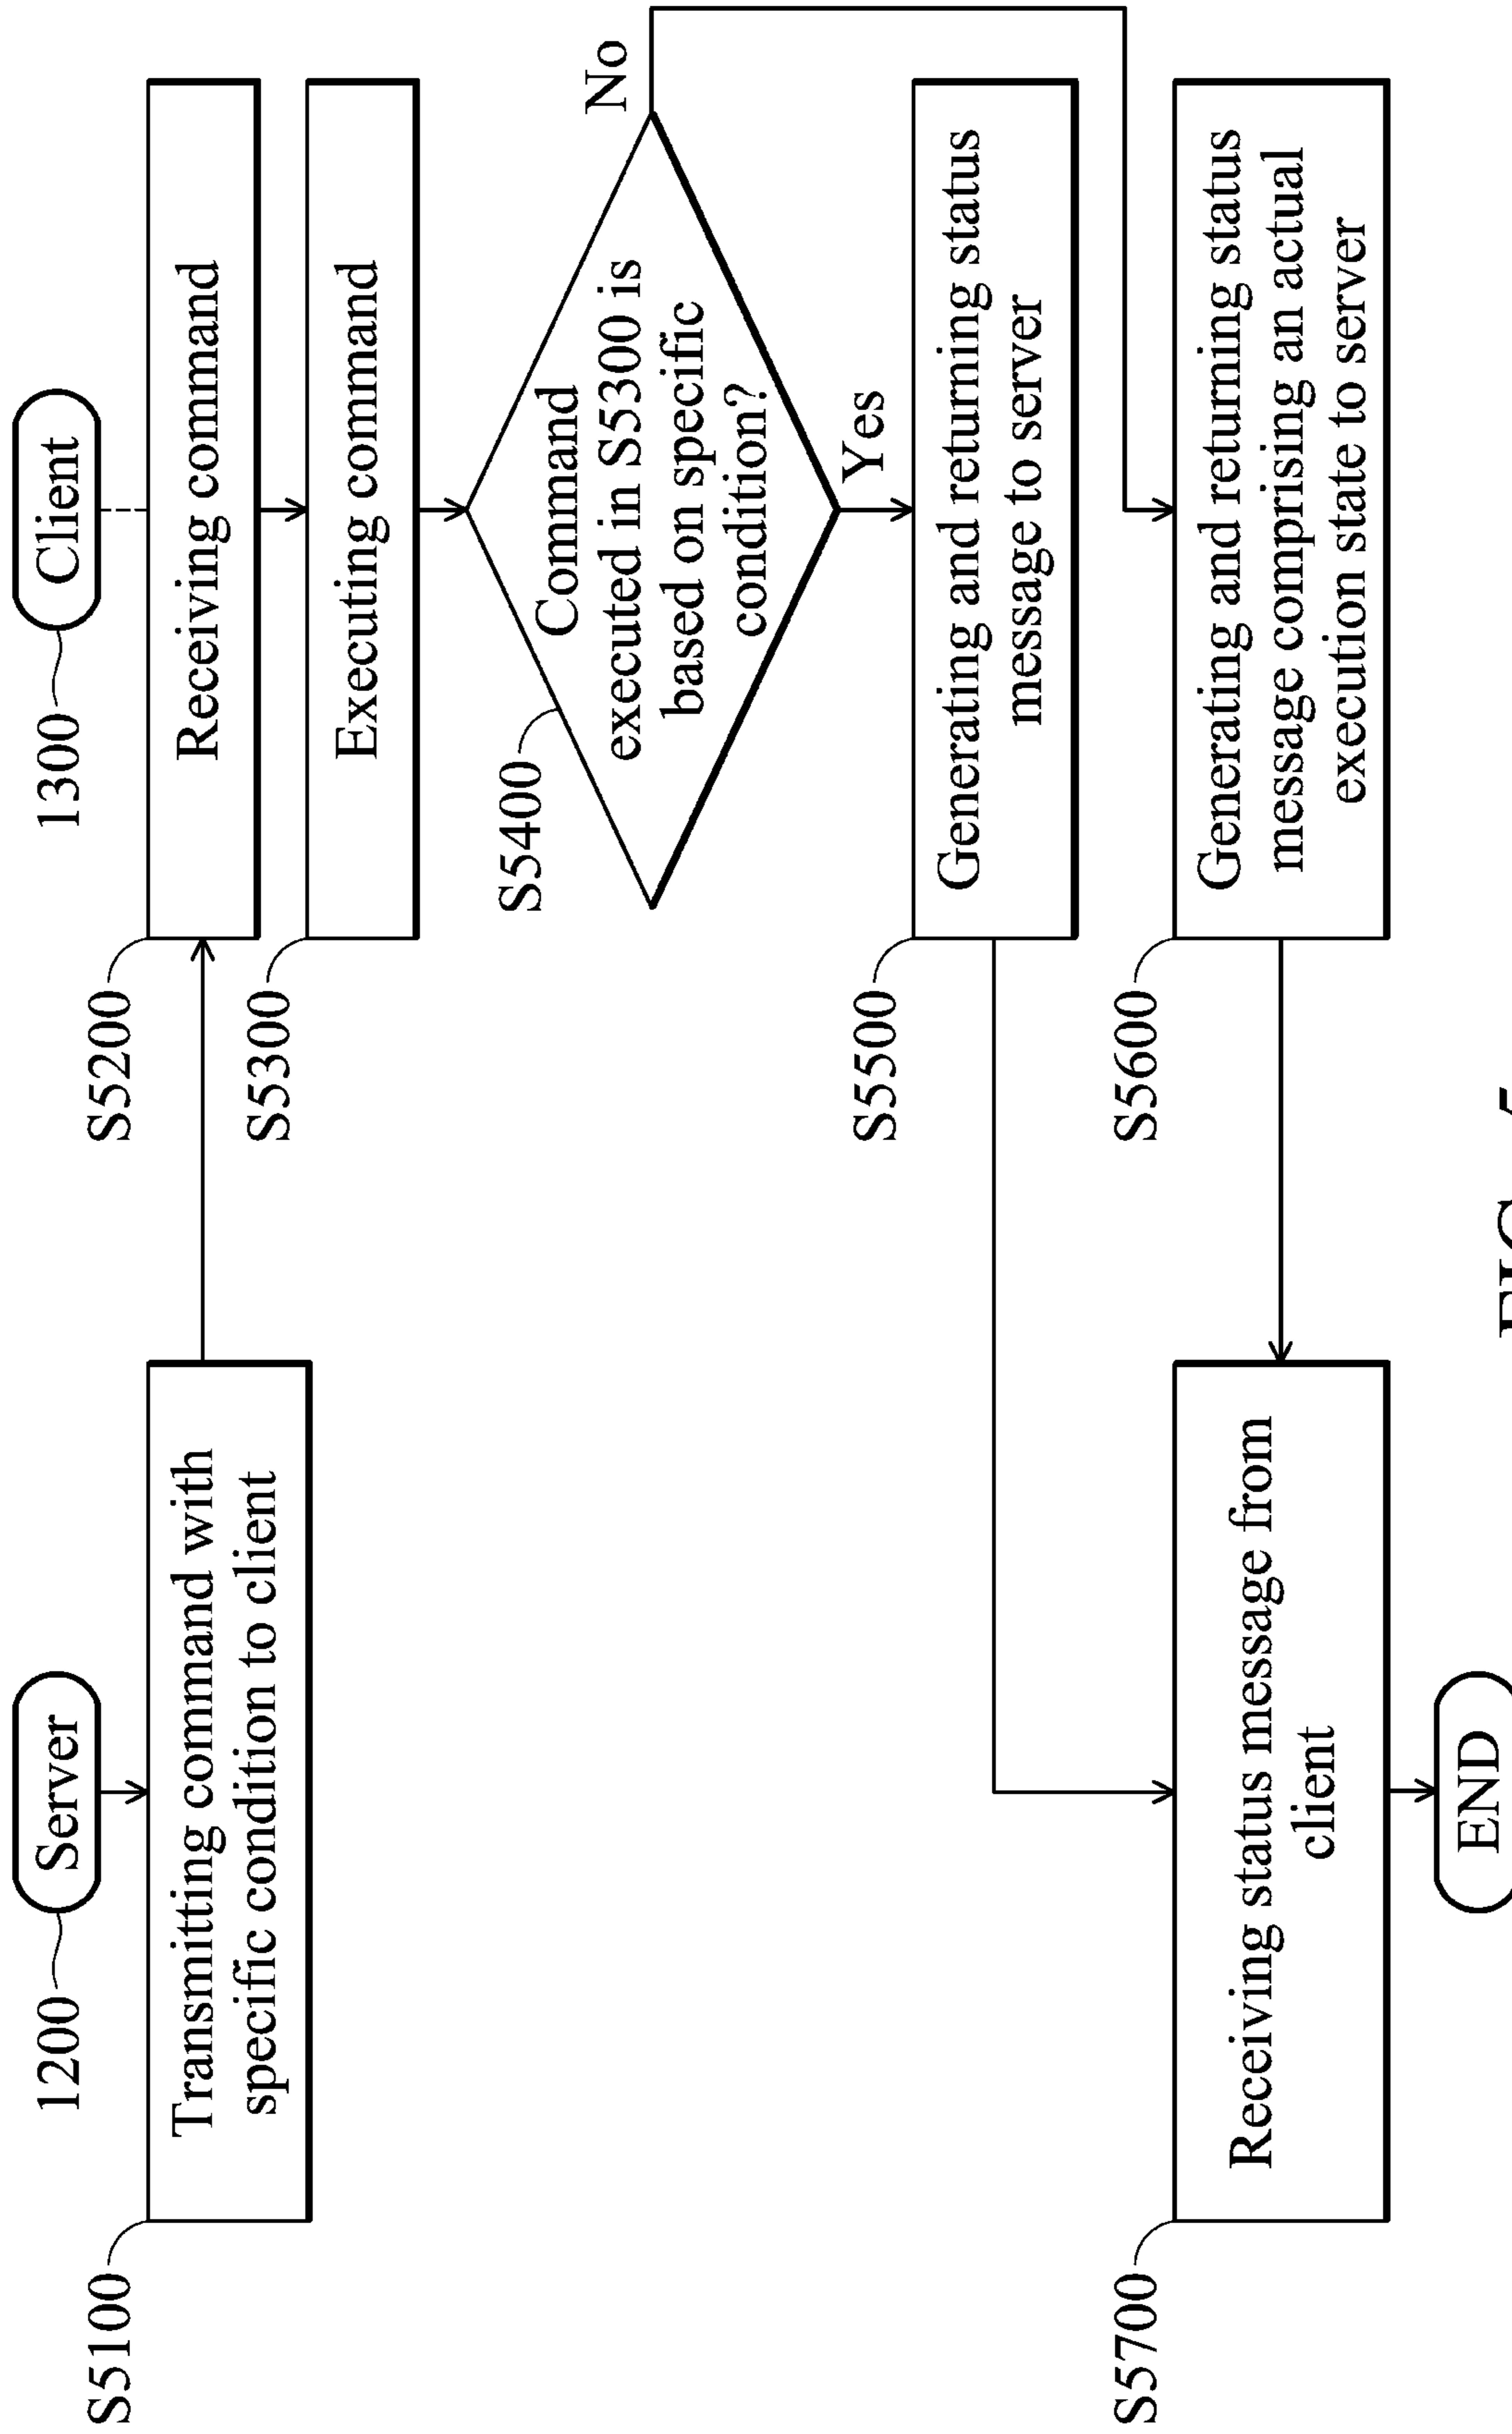 1200
Server
S5100
Transmitting command with
specific condition to client
1300
Client
S5200
Receiving command
S5300
Executing command
S5400
Command
executed in S5300 is
based on specific
condition?
No
Yes
S5500
Generating and returning status
message to server
S5600
Generating and returning status
message comprising an actual
execution state to server
S5700
Receiving status message from
client
END